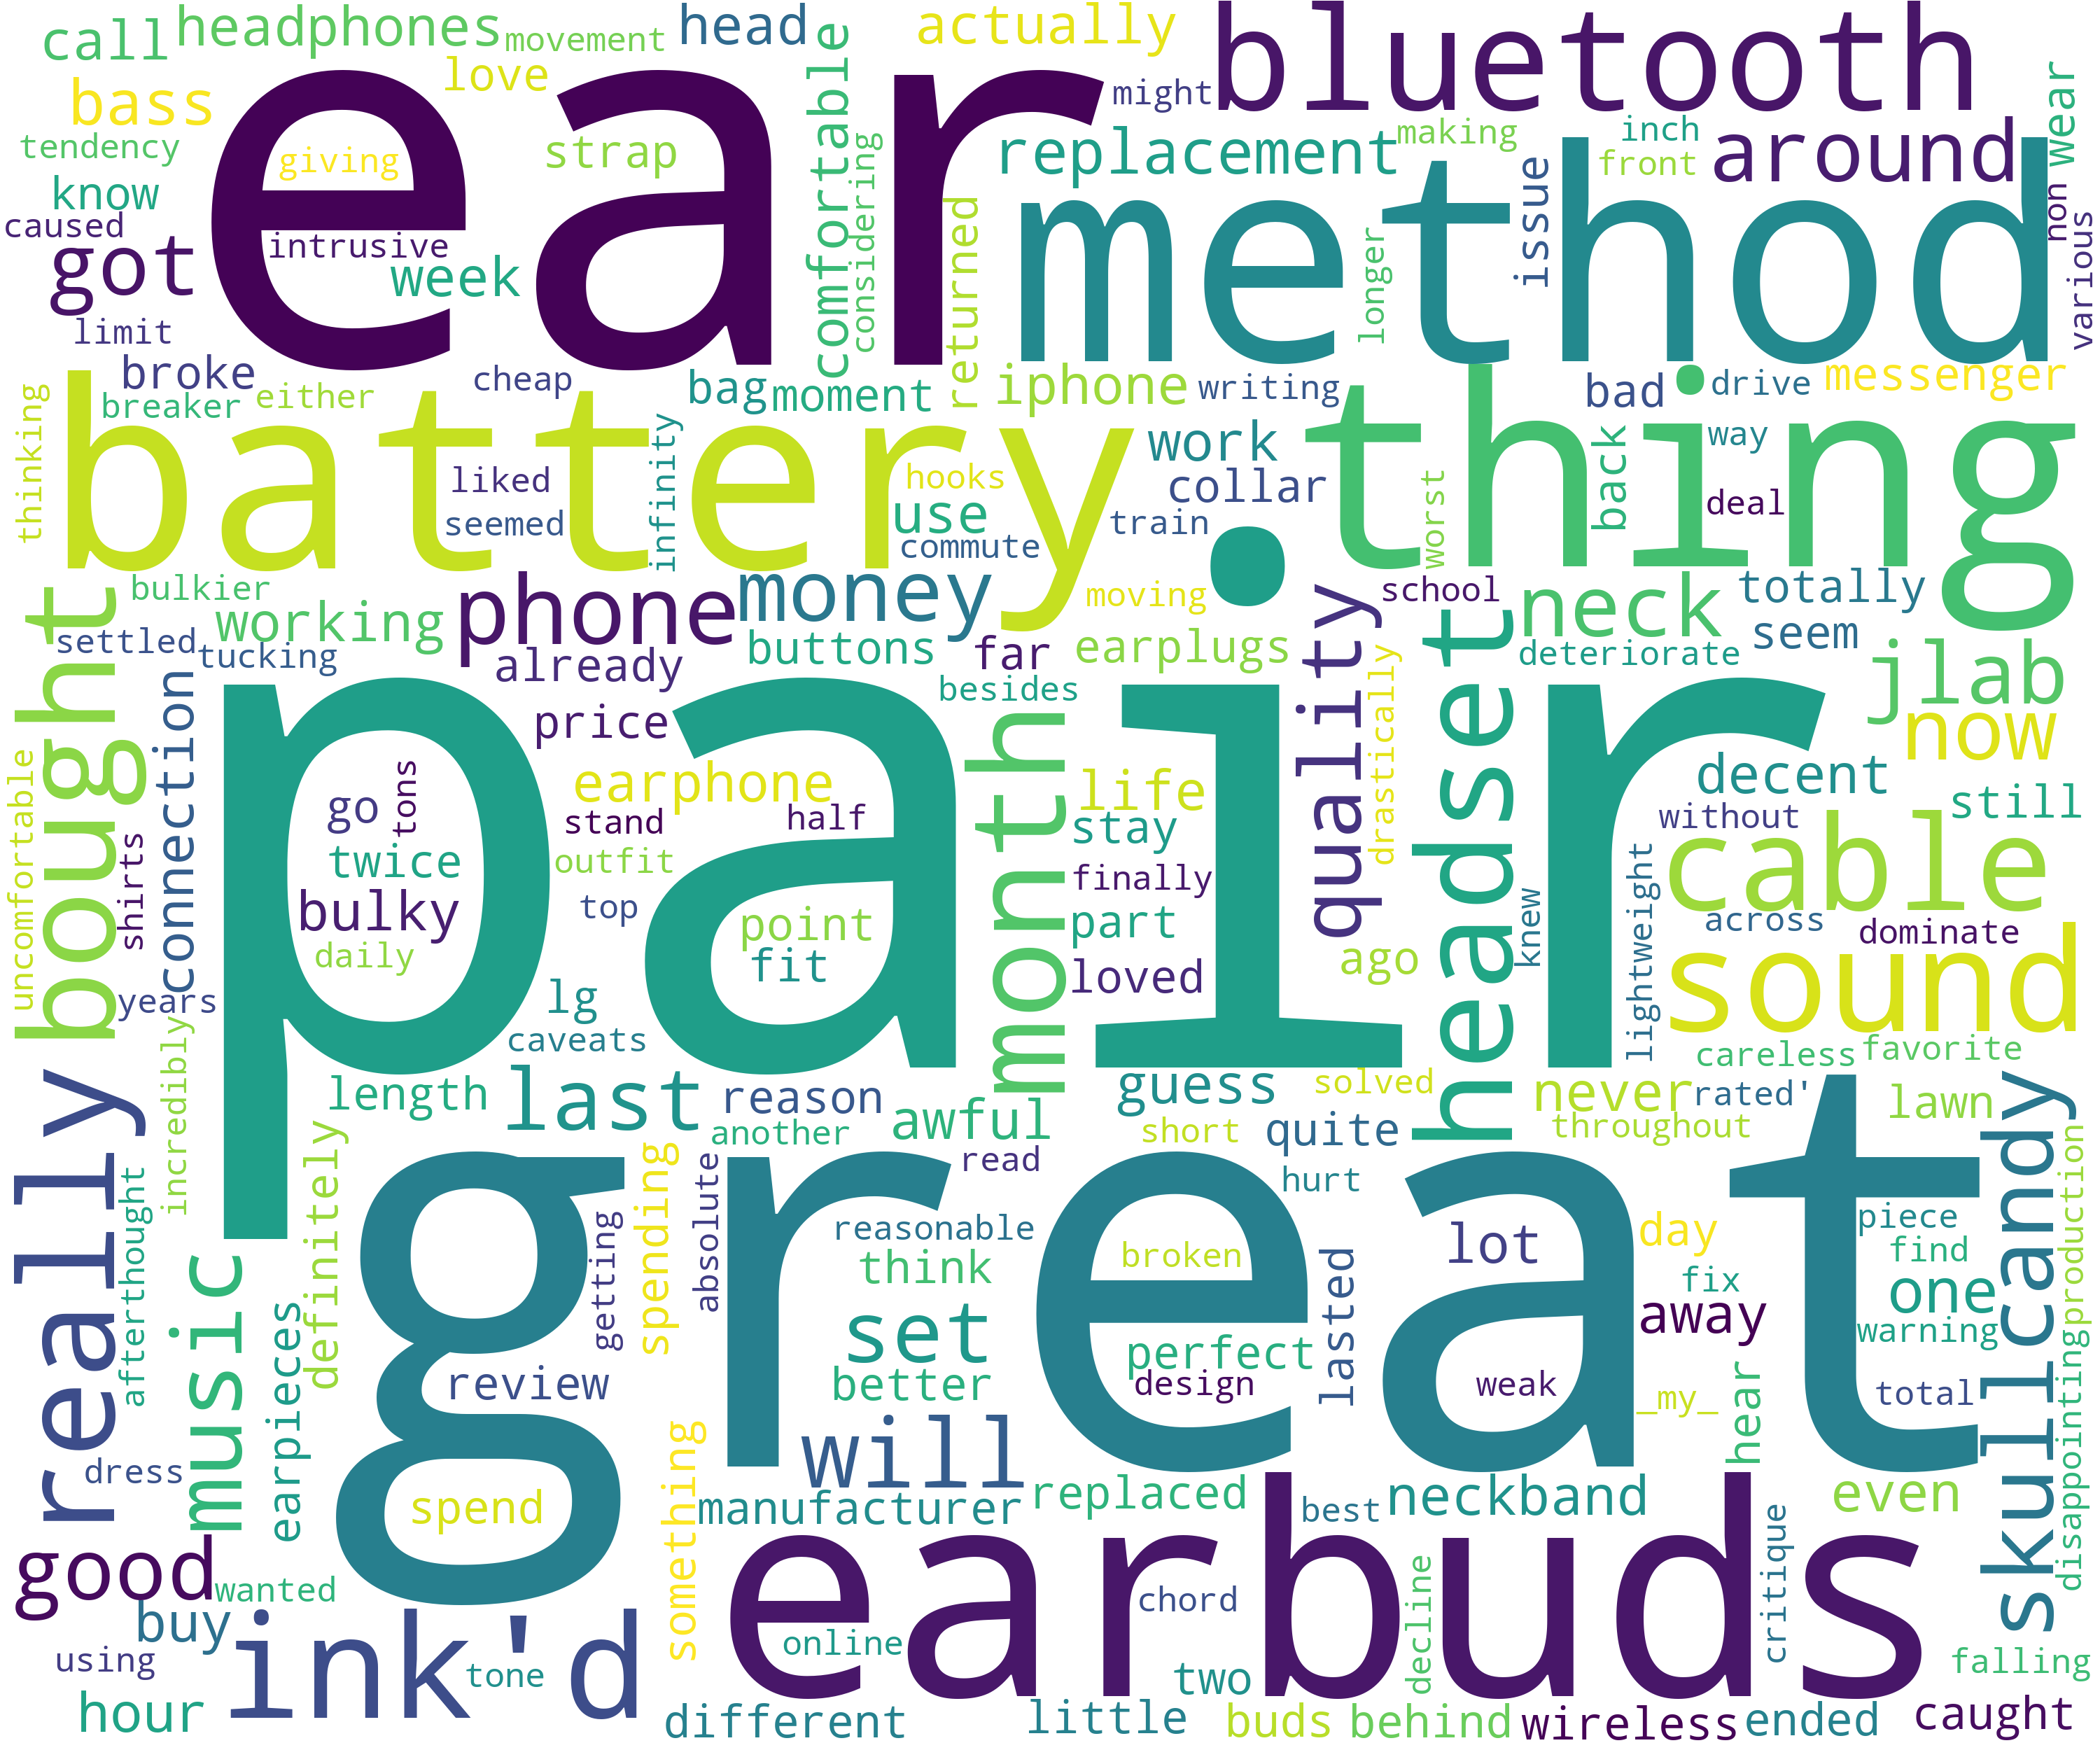 call
headphones
movement
head
actually
bluetooth
bass
love
ear
comfortable
might
wear
tendency
giving
strap
considering
replacement
making
inch
front
around
know
caused
intrusive
got
week
returned
method
longer
issue
non
various
limit
broke
cheap
bag
moment
iphone
writing
bad
drive
messenger
breaker
either
thinking
battery
liked
seemed
infinity
hooks
use
commute
work
collar
train
worst
thing
back
way
deal
bulkier
working
settled
tucking
phone
already
money
buttons
far
besides
moving
earplugs
school
neck
deteriorate
totally
seem
jlab
bought
connection
price
pair
quality
drastically
headset
now
uncomfortable
shirts
go
tons
twice
bulky
daily
earphone
stand
half
outfit
top
point
fit
month
life
stay
finally
part
loved
ago
knew
lightweight
decent
still
without
cable
across
dominate
sound
years
lg
caveats
incredibly
length
last
reason
another
awful
guess
short
solved
quite
never
rated'
throughout
careless
favorite
lawn
really
afterthought
music
definitely
earpieces
getting
spending
absolute
read
reasonable
think
hurt
great
broken
set
better
perfect
design
lasted
lot
weak
day
fix
away
_my_
hear
piece
find
one
warning
total
skullcandy
production
disappointing
review
dress
spend
something
will
manufacturer
replaced
best
neckband
even
critique
good
wanted
buy
using
hour
ink'd
tone
earbuds
online
chord
decline
two
different
little
buds
behind
wireless
ended
falling
caught